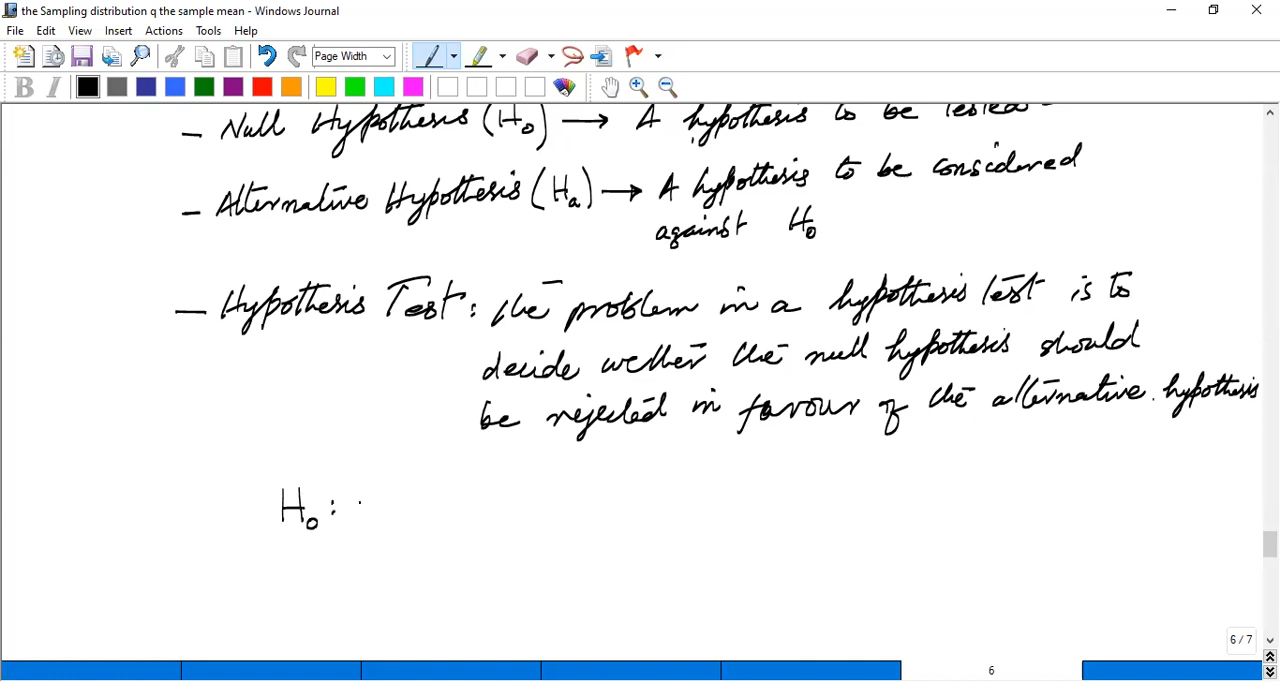 the Sampling distribution q the sample mean - Windows Journal
File Edit View Insert Actions Tools Help
Page Width
B I
- Null Hypothesis (H₀) → A hypothesis to be tested -
- Alternative Hypothesis (Hₐ) → A hypothesis to be considered
against H₀
- Hypothesis Test : the problem in a hypothesis test is to
decide wether the null hypothesis should
be rejected in favour of the alternative hypothesis
H₀ :
6 / 7
6